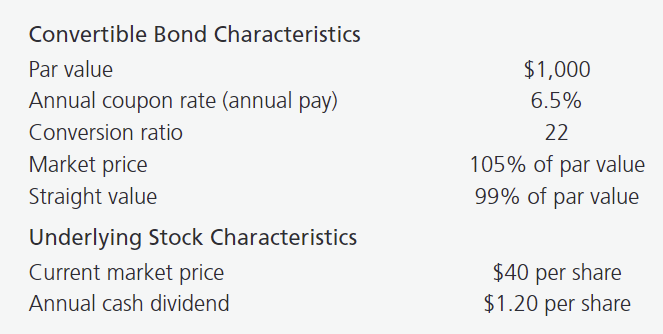 Convertible Bond Characteristics
Par value $1,000
Annual coupon rate (annual pay) 6.5%
Conversion ratio 22
Market price 105% of par value
Straight value 99% of par value
Underlying Stock Characteristics
Current market price $40 per share
Annual cash dividend $1.20 per share